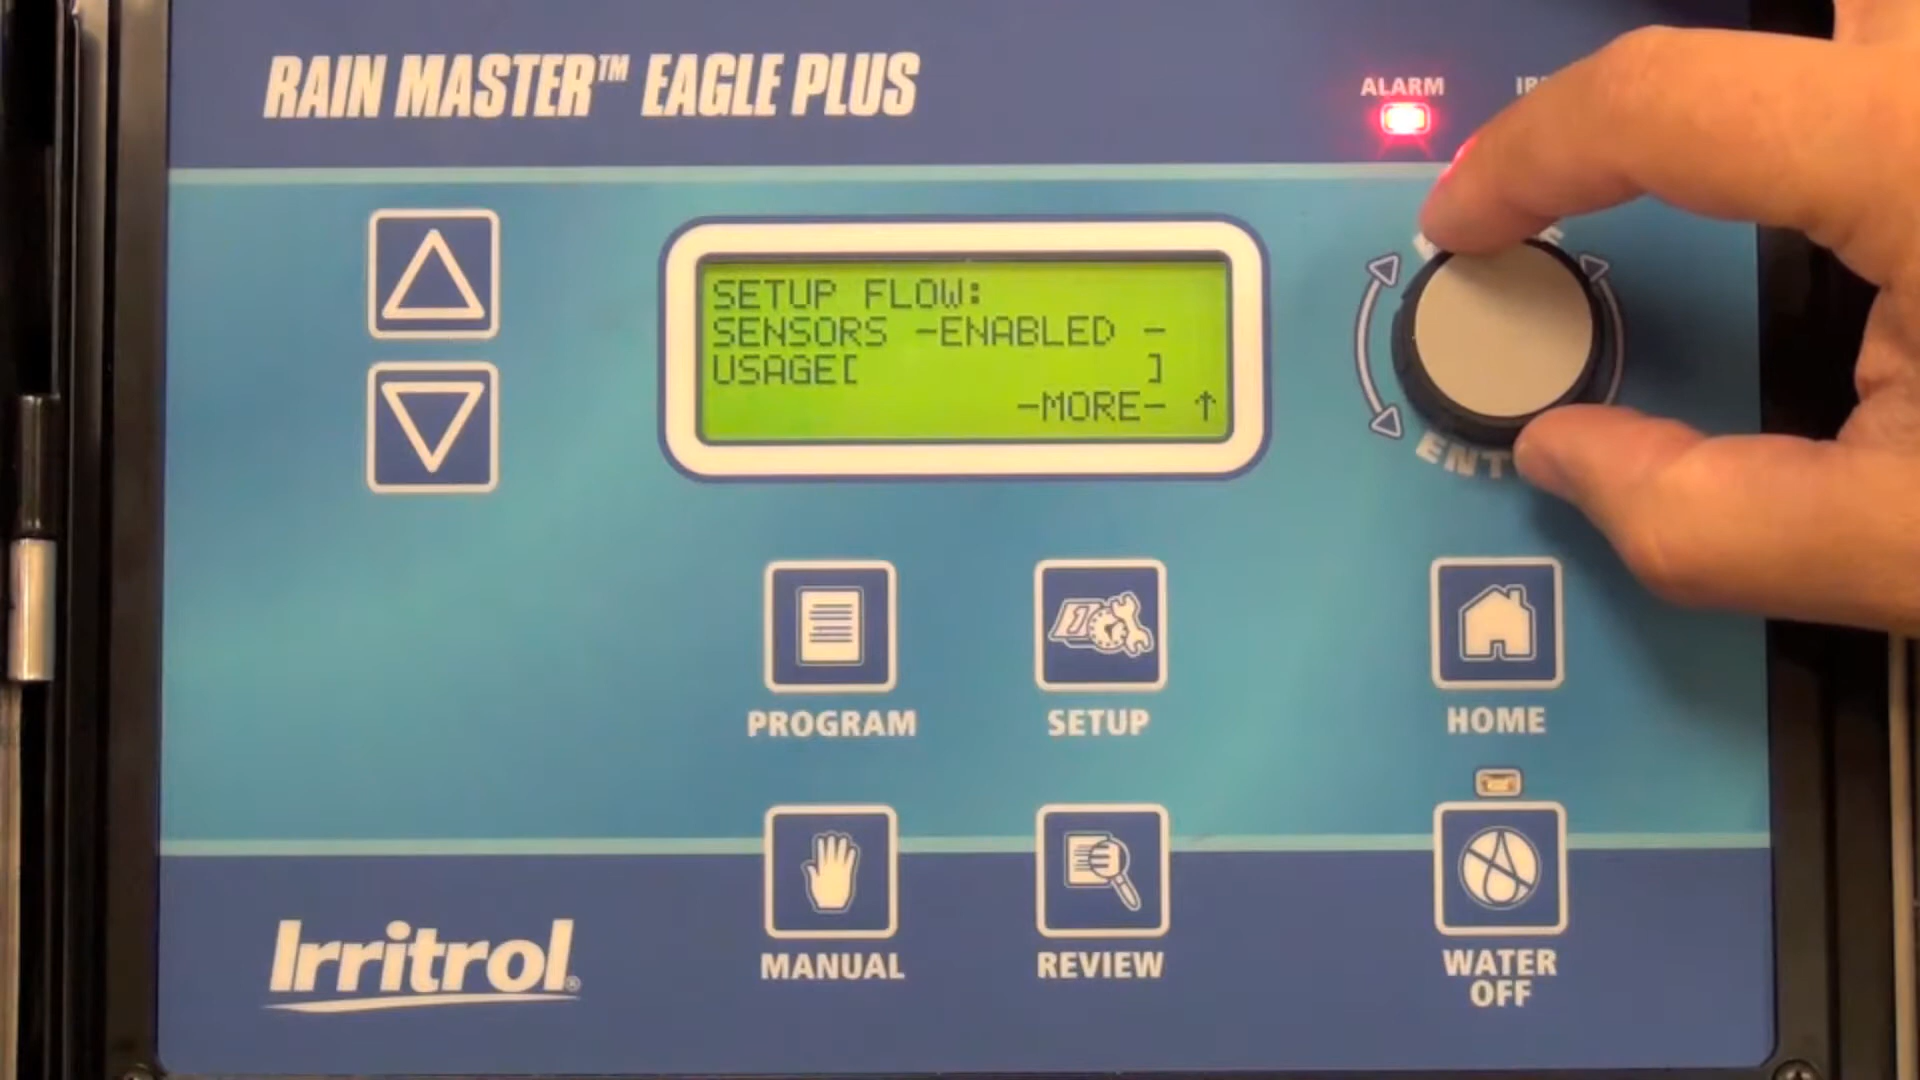 RAIN MASTER™ EAGLE PLUS
ALARM
SETUP FLOW:
SENSORS -ENABLED -
USAGE[ ]
-MORE- ↑
PROGRAM
SETUP
HOME
MANUAL
REVIEW
WATER
OFF
Irritrol®